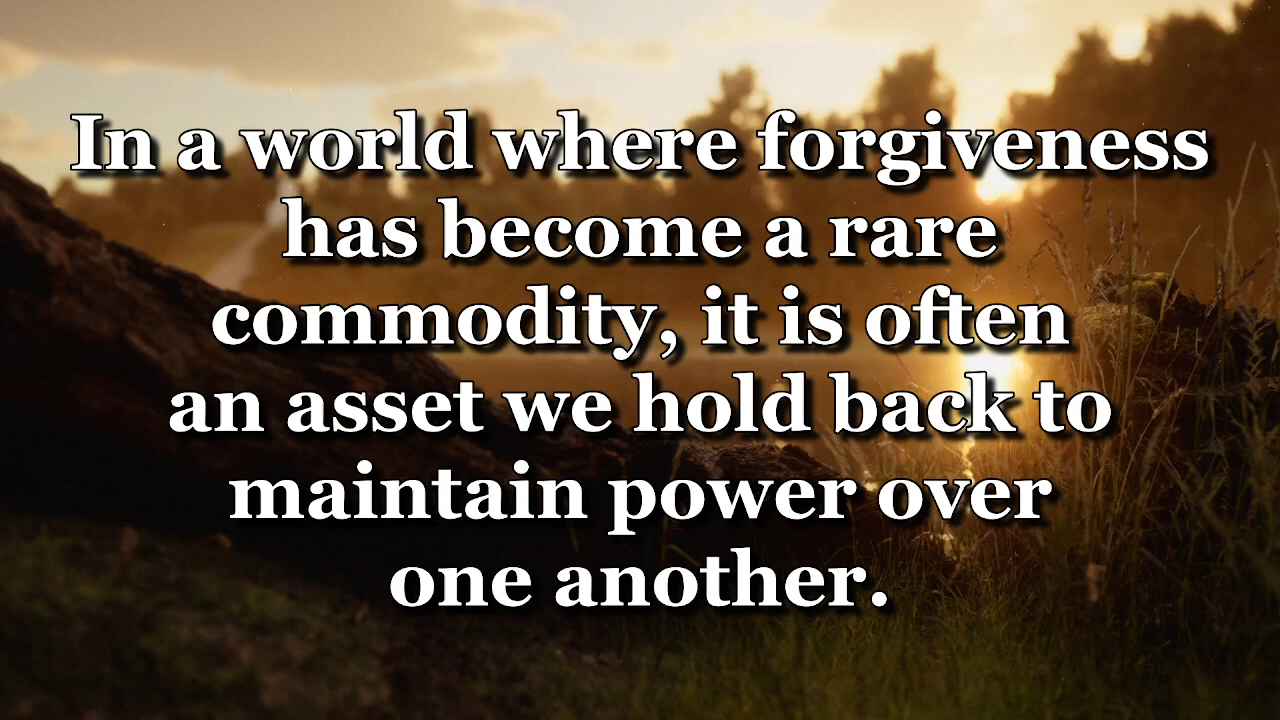 In a world where forgiveness
has become a rare
commodity, it is often
an asset we hold back to
maintain power over
one another.